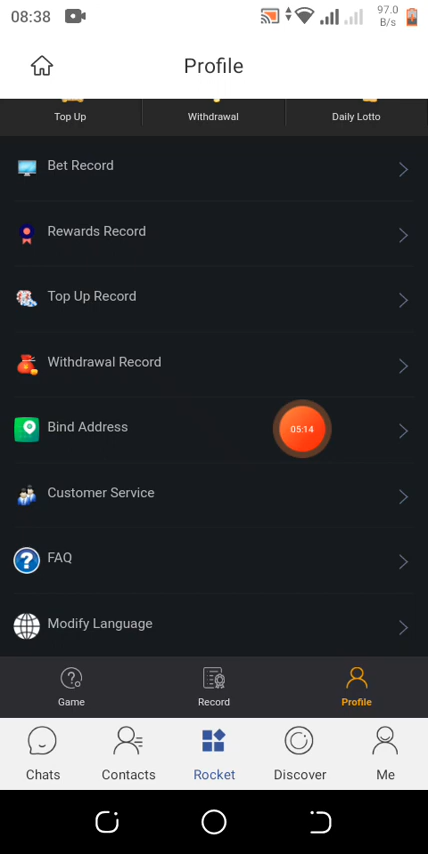 08:38
97.0
B/s
Profile
Top Up
Withdrawal
Daily Lotto
Bet Record
Rewards Record
Top Up Record
Withdrawal Record
Bind Address
05:14
Customer Service
FAQ
Modify Language
Game
Record
Profile
Chats
Contacts
Rocket
Discover
Me